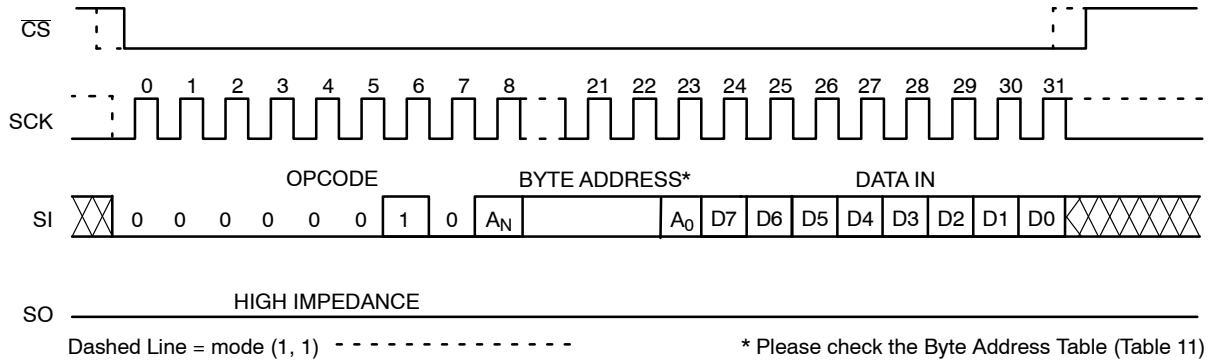 CS
0 1 2 3 4 5 6 7 8 21 22 23 24 25 26 27 28 29 30 31
SCK
OPCODE BYTE ADDRESS* DATA IN
SI 0 0 0 0 0 0 1 0 AN A0 D7 D6 D5 D4 D3 D2 D1 D0
HIGH IMPEDANCE
SO
Dashed Line = mode (1, 1) * Please check the Byte Address Table (Table 11)